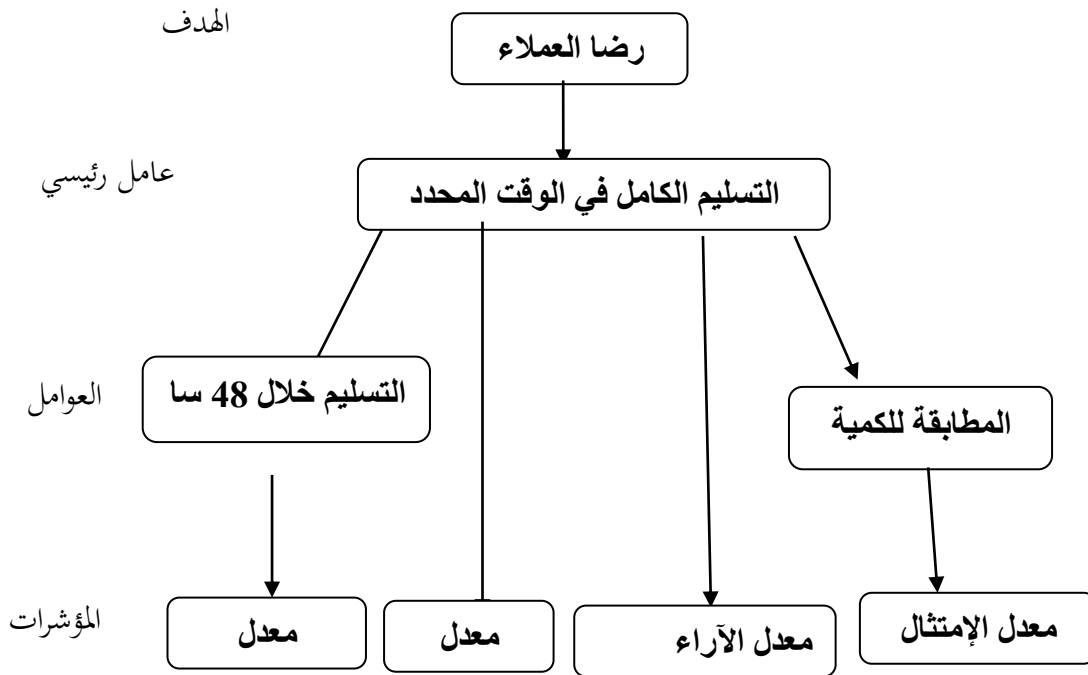 الهدف
رضا العملاء
عامل رئيسي
التسليم الكامل في الوقت المحدد
العوامل
التسليم خلال 48 سا
المطابقة للكمية
المؤشرات
معدل
معدل
معدل الآراء
معدل الإمتثال